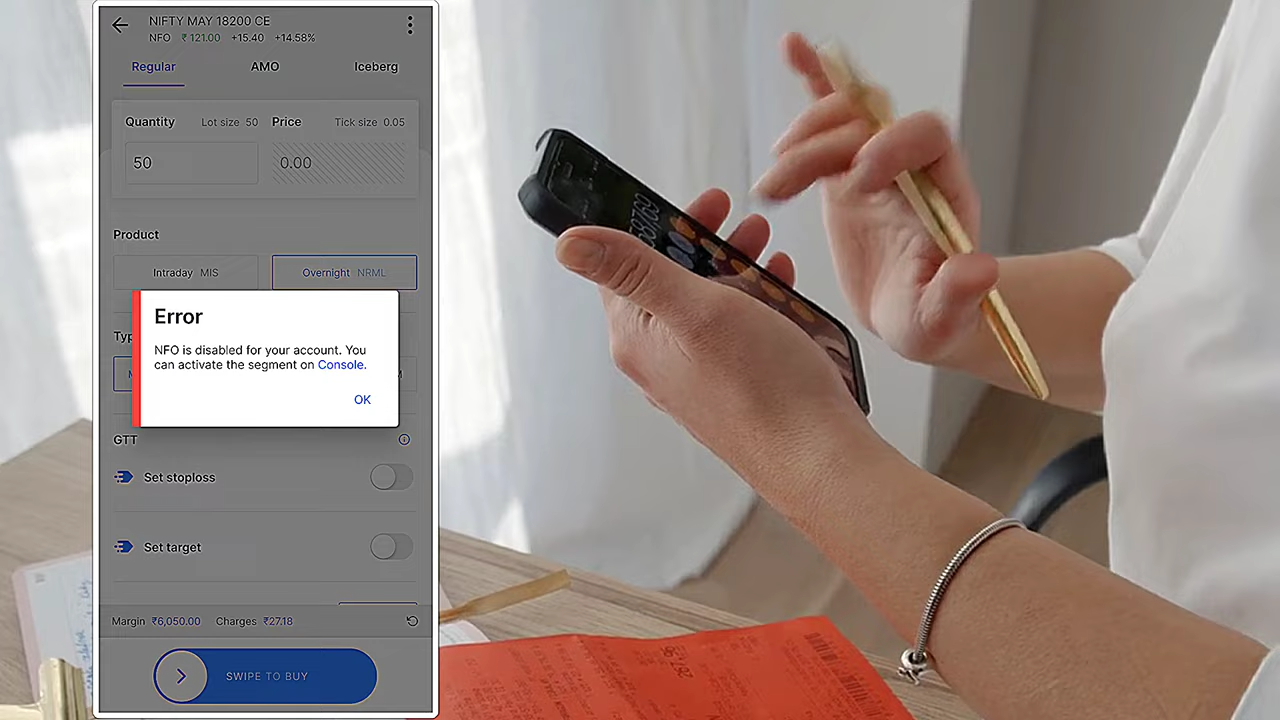 NIFTY MAY 18200 CE
NFO ₹ 121.00 +15.40 +14.58%
Regular AMO Iceberg
Quantity Lot size 50 Price Tick size 0.05
50 0.00
Product
Intraday MIS Overnight NRML
Error
NFO is disabled for your account. You
can activate the segment on Console.
OK
GTT
Set stoploss
Set target
Margin ₹6,050.00 Charges ₹27.18
SWIPE TO BUY